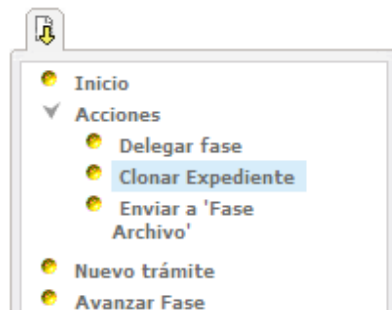 Inicio
Acciones
Delegar fase
Clonar Expediente
Enviar a 'Fase
Archivo'
Nuevo trámite
Avanzar Fase